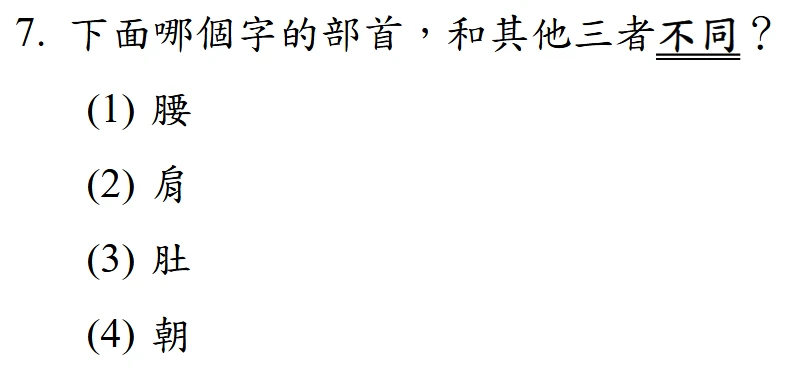 7. 下面哪個字的部首，和其他三者不同？
(1) 腰
(2) 肩
(3) 肚
(4) 朝